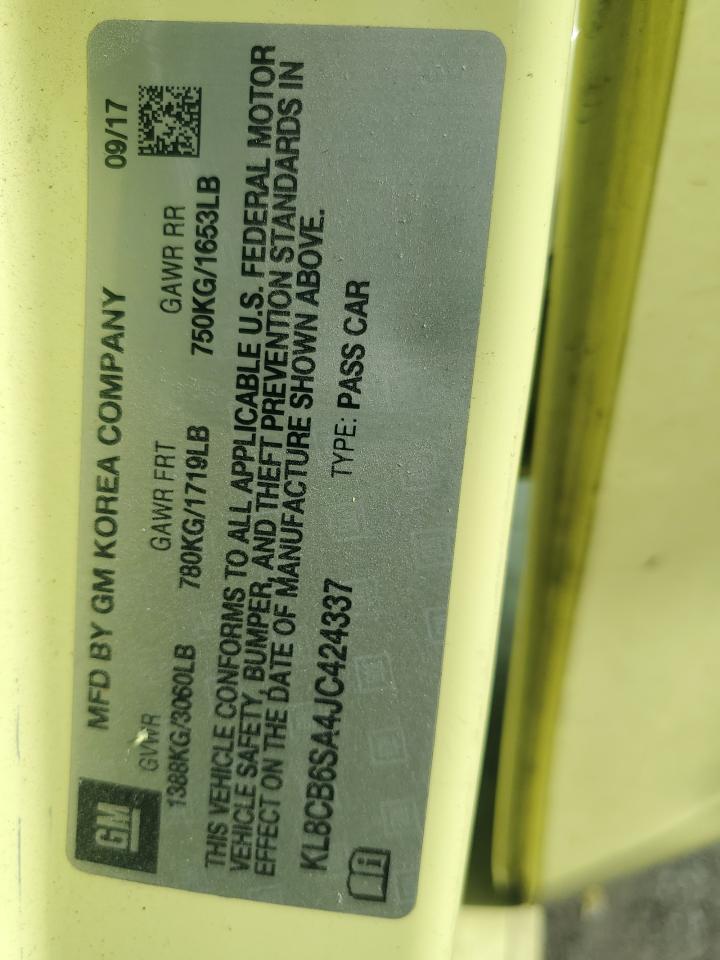 GM
MFD BY GM KOREA COMPANY 09/17
GVWR GAWR FRT GAWR RR
1388KG/3060LB 780KG/1719LB 750KG/1653LB
THIS VEHICLE CONFORMS TO ALL APPLICABLE U.S. FEDERAL MOTOR
VEHICLE SAFETY, BUMPER, AND THEFT PREVENTION STANDARDS IN
EFFECT ON THE DATE OF MANUFACTURE SHOWN ABOVE.
KL8CB6SA4JC424337 TYPE: PASS CAR